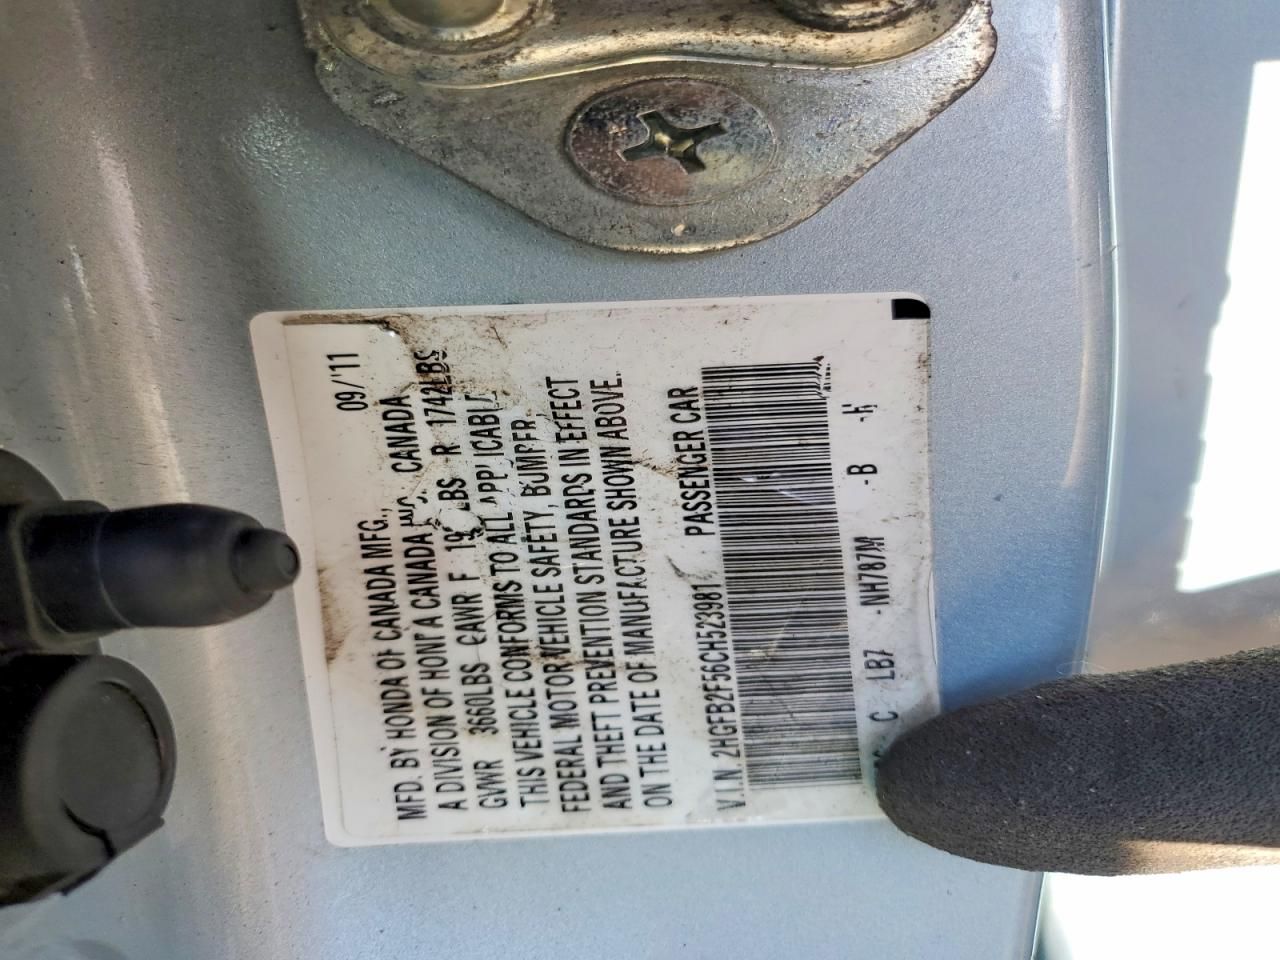 09/'11
MFD. BY HONDA OF CANADA MFG.,
A DIVISION OF HONDA CANADA INC., CANADA
GVWR 3660LBS GAWR F LBS R 1742LBS
THIS VEHICLE CONFORMS TO ALL APPLICABLE
FEDERAL MOTOR VEHICLE SAFETY, BUMPER,
AND THEFT PREVENTION STANDARDS IN EFFECT
ON THE DATE OF MANUFACTURE SHOWN ABOVE.
V.I.N. 2HGFB2F56CH523981 PASSENGER CAR
C LB7 -NH787M -B -H